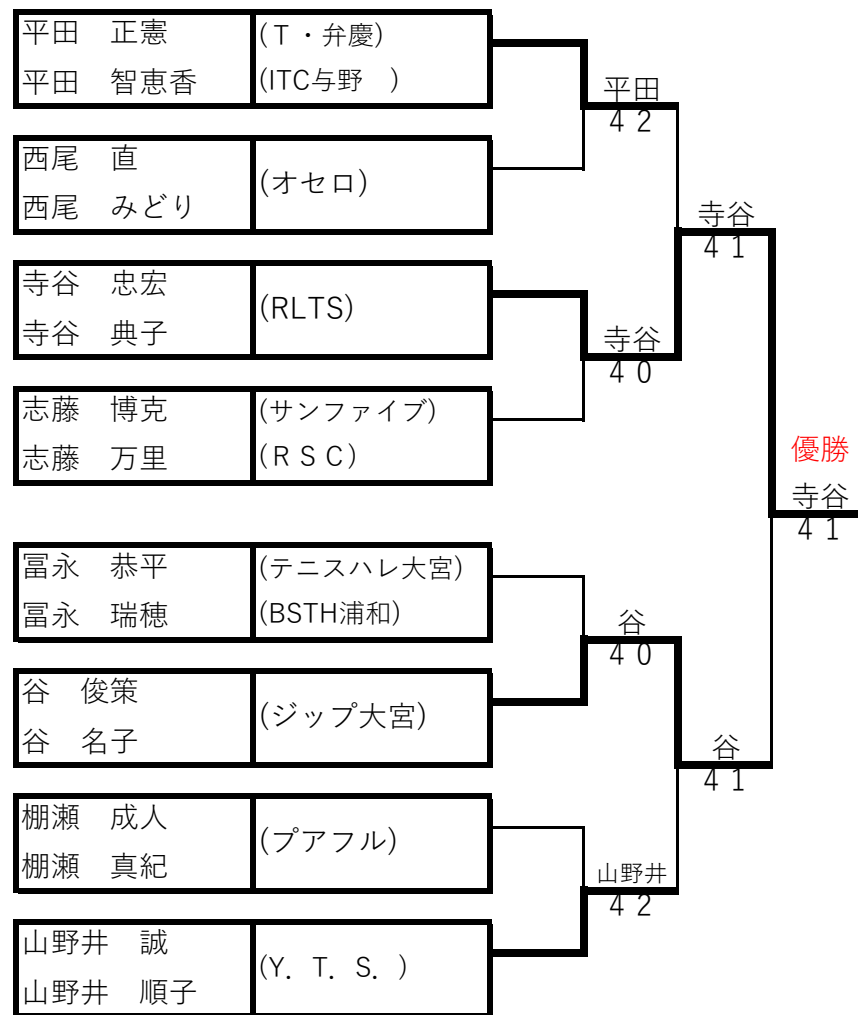 平田　正憲　(Ｔ・弁慶)
平田　智恵香　(ITC与野　)
平田
４２
西尾　直
西尾　みどり
(オセロ)
寺谷
４１
寺谷　忠宏
寺谷　典子
(RLTS)
寺谷
４０
志藤　博克　(サンファイブ)
志藤　万里　(ＲＳＣ)
優勝
寺谷
４１
冨永　恭平　(テニスハレ大宮)
冨永　瑞穂　(BSTH浦和)
谷
４０
谷　俊策
谷　名子
(ジップ大宮)
谷
４１
棚瀬　成人
棚瀬　真紀
(プアフル)
山野井
４２
山野井　誠
山野井　順子
(Y．T．S．)